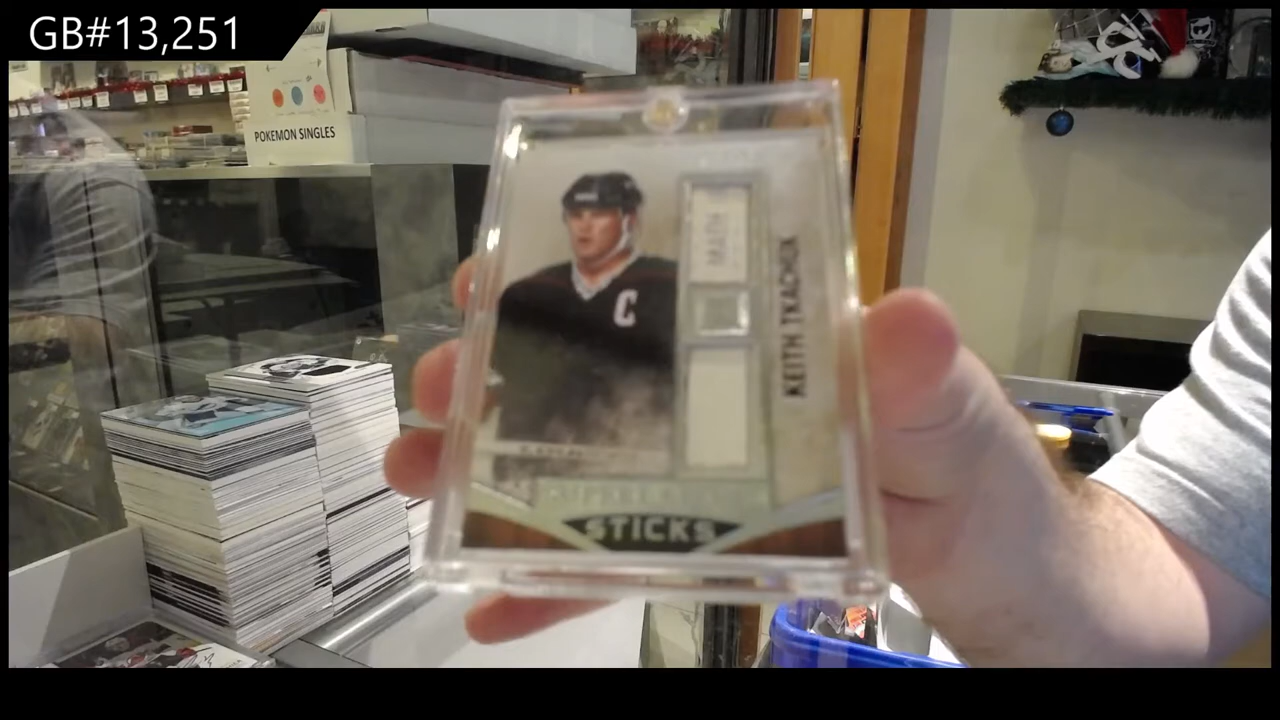 GB#13,251
POKEMON SINGLES
C
KEITH TKACHUK
STICKS